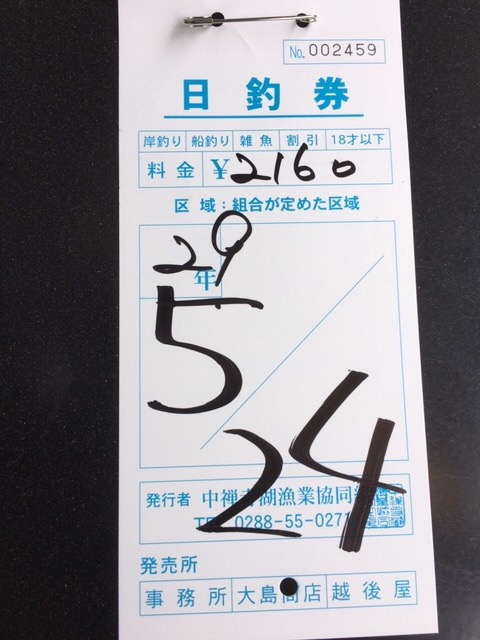 No. 002459
日釣券
岸釣り 船釣り 雑魚 割引 18才以下
料金 ¥2160
区域：組合が定めた区域
29年
5/24
発行者 中禅寺湖漁業協同組合
TEL 0288-55-0271
発売所
事務所 大島商店 越後屋